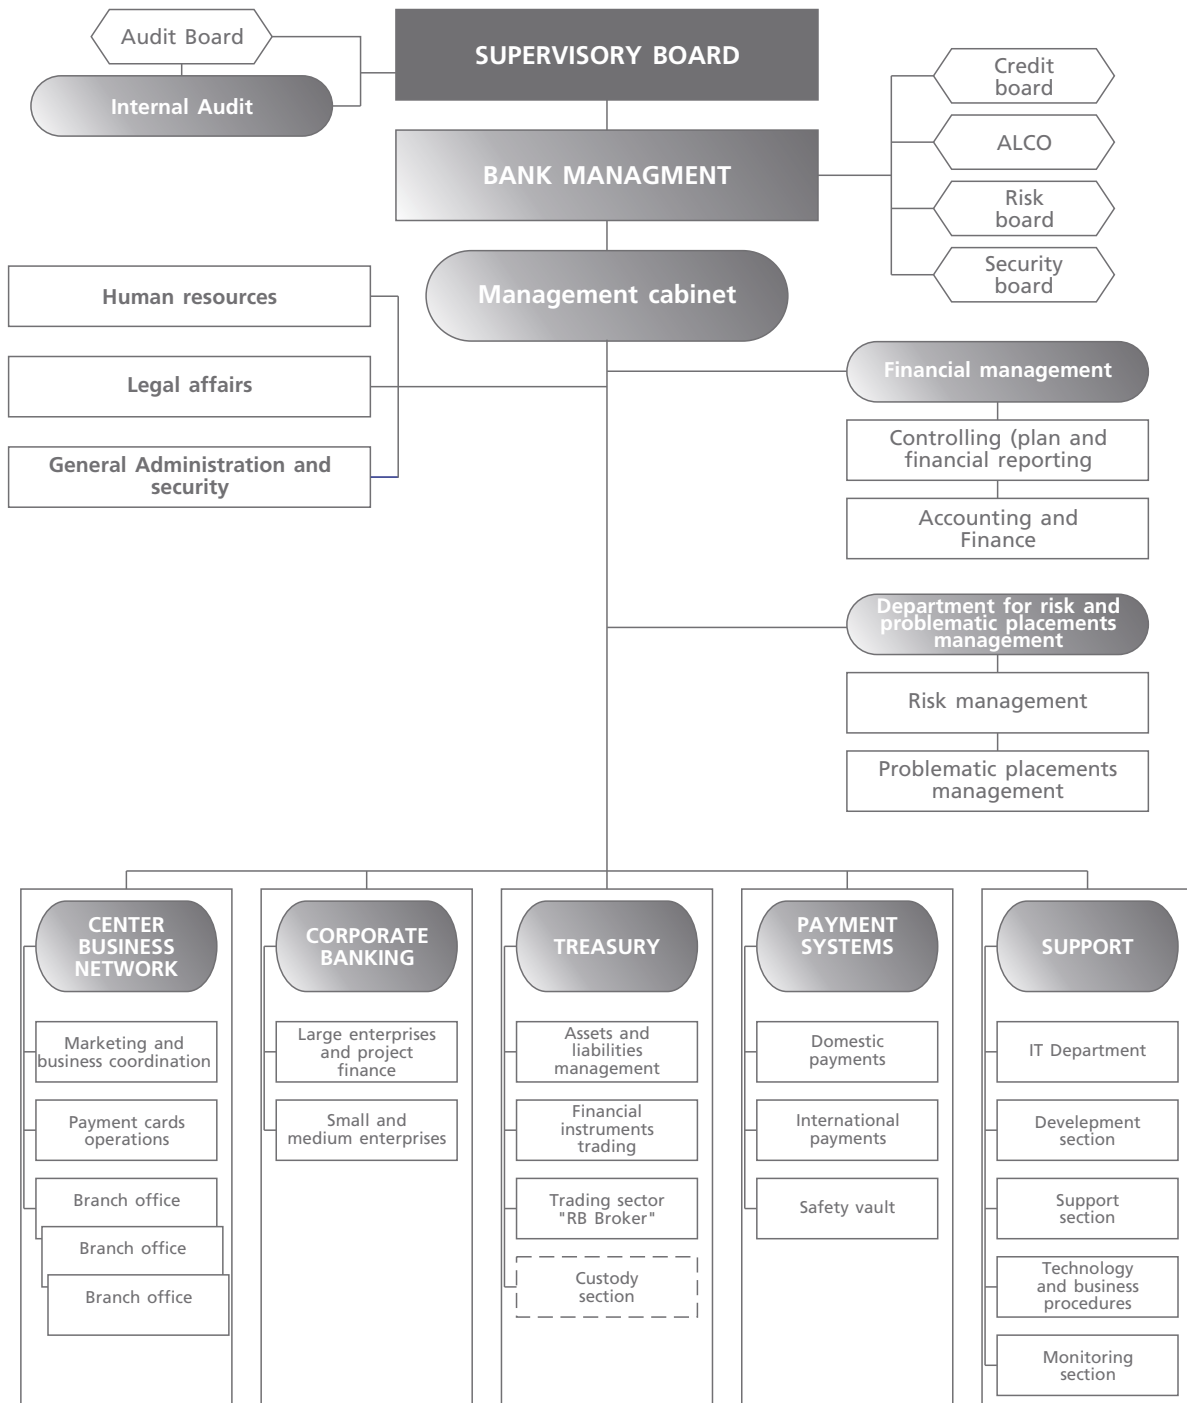 Audit Board
SUPERVISORY BOARD
Internal Audit
Credit
board
ALCO
BANK MANAGMENT
Risk
board
Security
board
Human resources
Management cabinet
Legal affairs
Financial management
General Administration and
security
Controlling (plan and
financial reporting
Accounting and
Finance
Department for risk and
problematic placements
management
Risk management
Problematic placements
management
CENTER
BUSINESS
NETWORK
Marketing and
business coordination
Payment cards
operations
Branch office
Branch office
Branch office
CORPORATE
BANKING
Large enterprises
and project
finance
Small and
medium enterprises
TREASURY
Assets and
liabilities
management
Financial
instruments
trading
Trading sector
"RB Broker"
Custody
section
PAYMENT
SYSTEMS
Domestic
payments
International
payments
Safety vault
SUPPORT
IT Department
Develepment
section
Support
section
Technology
and business
procedures
Monitoring
section